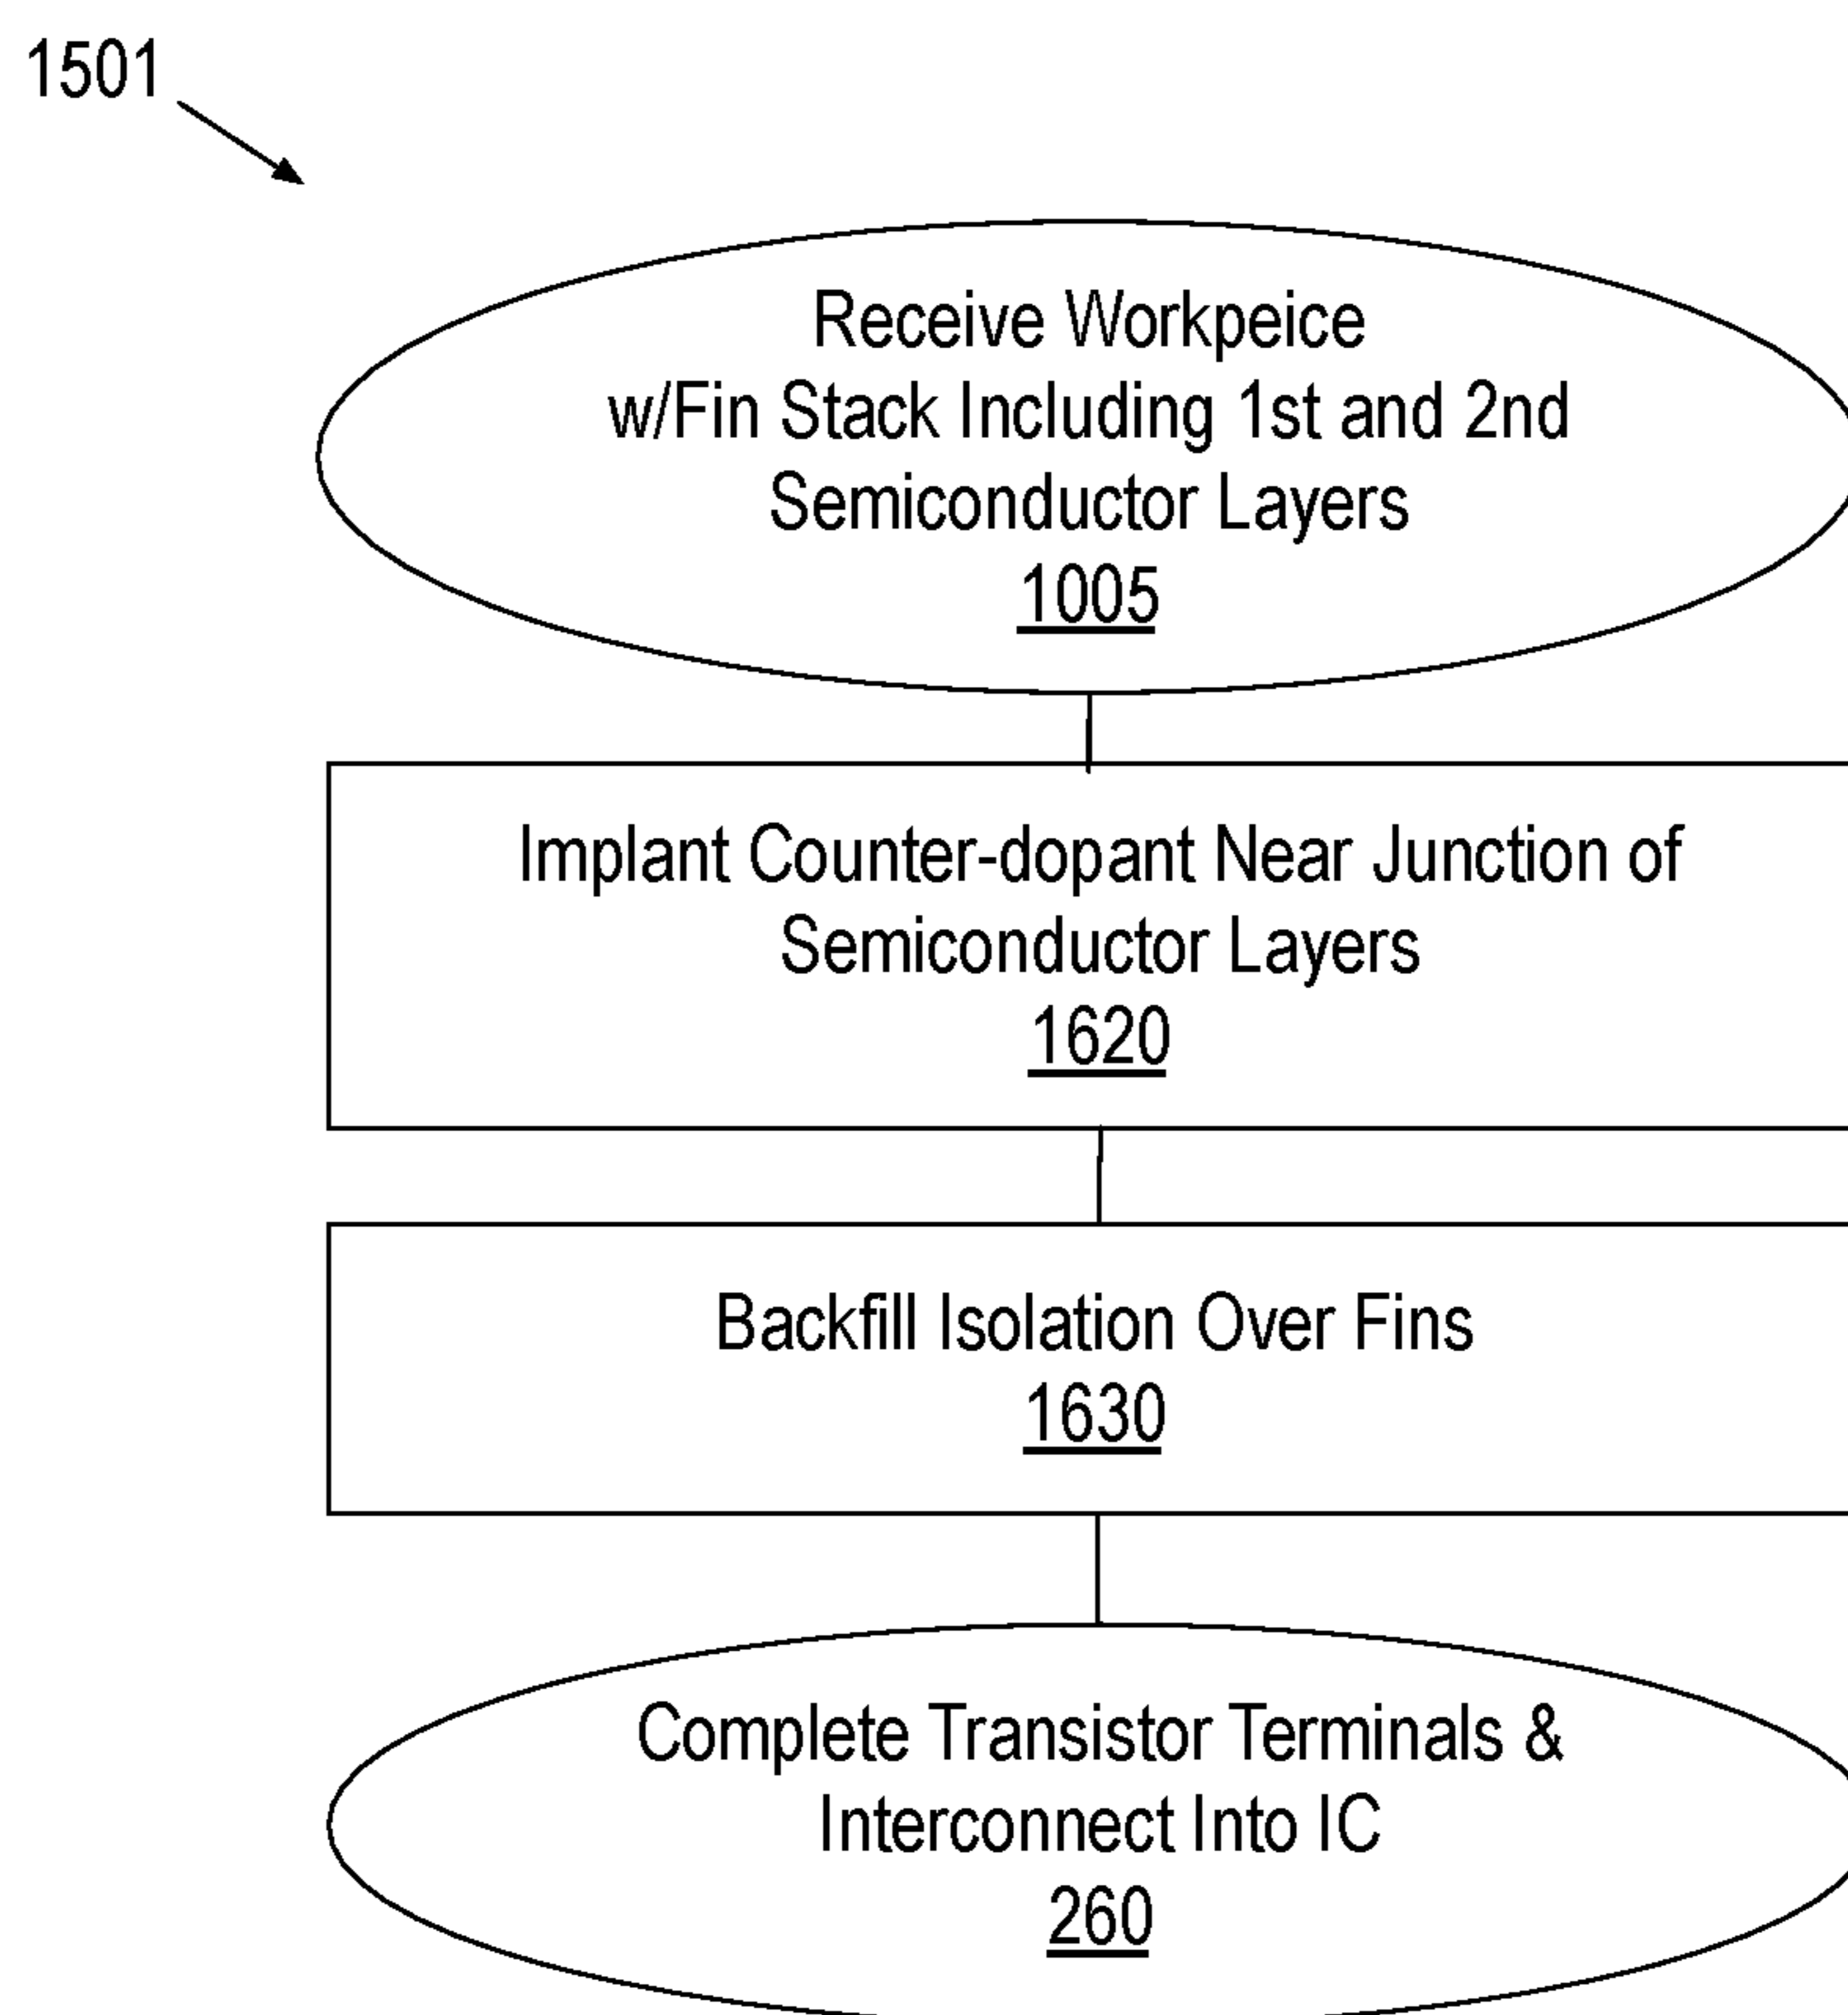 1501
Receive Workpeice
w/Fin Stack Including 1st and 2nd
Semiconductor Layers
1005
Implant Counter-dopant Near Junction of
Semiconductor Layers
1620
Backfill Isolation Over Fins
1630
Complete Transistor Terminals &
Interconnect Into IC
260